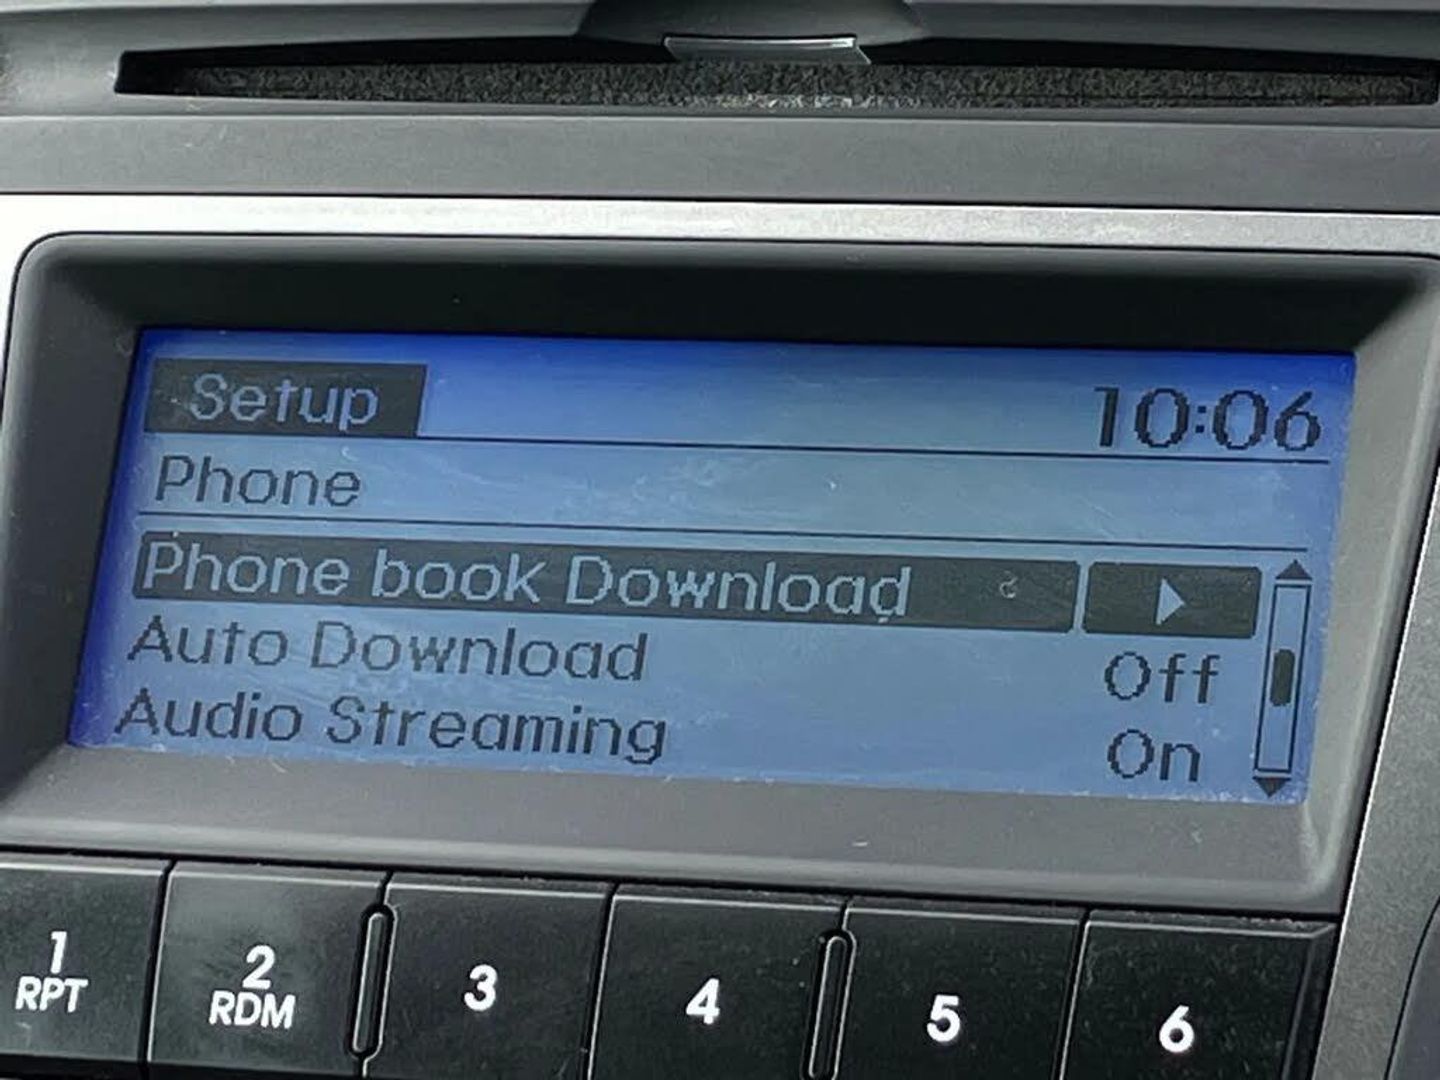 Setup 10:06
Phone
Phone book Download
Auto Download Off
Audio Streaming On
1 2 3 4 5 6
RPT RDM